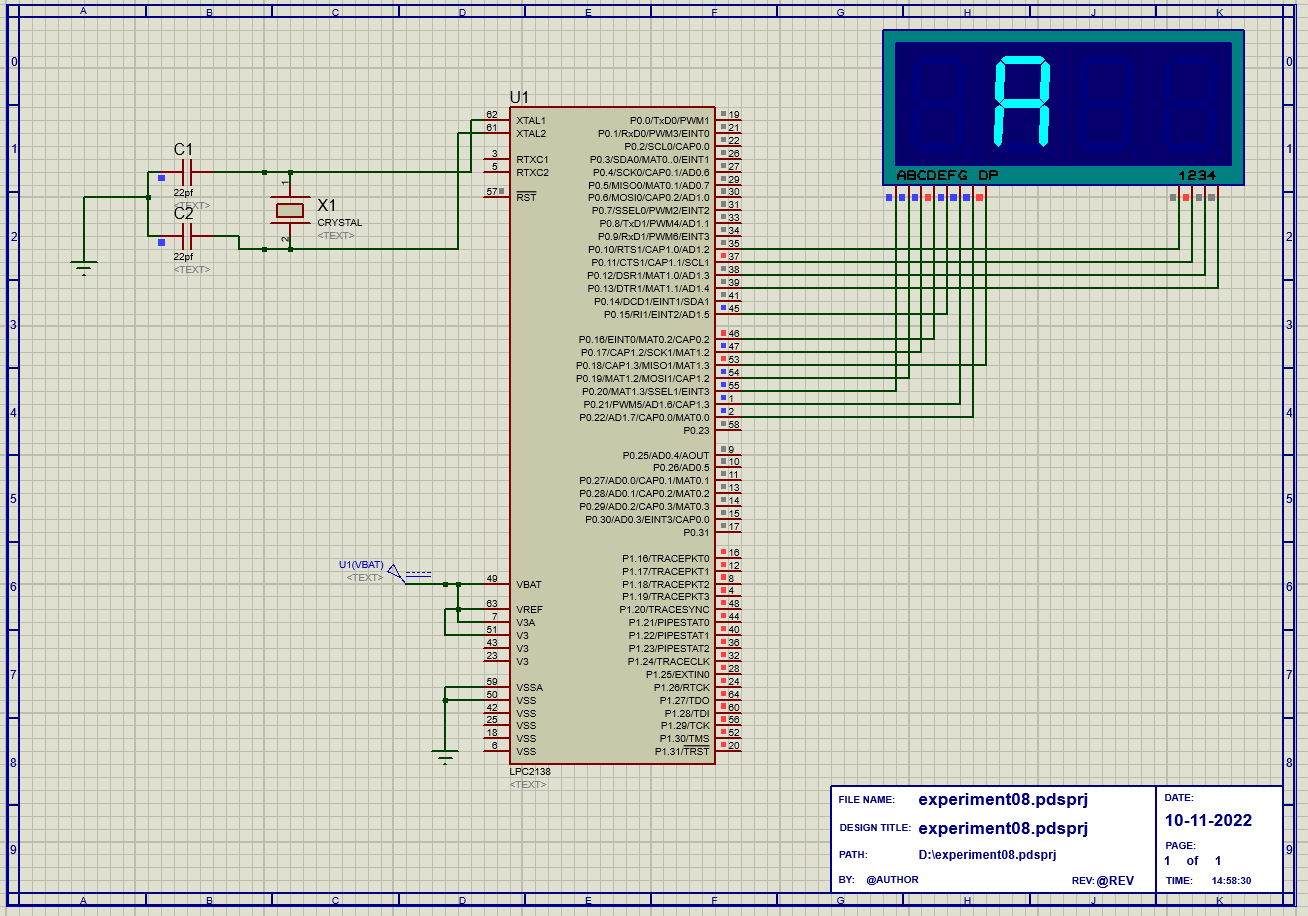 A B C D E F G H J K
0 0
1 1
2 2
3 3
4 4
5 5
6 6
7 7
8 8
9 9
A
ABCDEFG DP 1234
C1
22pf
<TEXT>
C2
22pf
<TEXT>
1
X1
CRYSTAL
<TEXT>
2
U1
62 XTAL1
61 XTAL2
3 RTXC1
5 RTXC2
57 RST
U1(VBAT)
<TEXT>
49 VBAT
63 VREF
7 V3A
51 V3
43 V3
23 V3
59 VSSA
50 VSS
42 VSS
25 VSS
18 VSS
6 VSS
P0.0/TxD0/PWM1 19
P0.1/RxD0/PWM3/EINT0 21
P0.2/SCL0/CAP0.0 22
P0.3/SDA0/MAT0..0/EINT1 26
P0.4/SCK0/CAP0.1/AD0.6 27
P0.5/MISO0/MAT0.1/AD0.7 29
P0.6/MOSI0/CAP0.2/AD1.0 30
P0.7/SSEL0/PWM2/EINT2 31
P0.8/TxD1/PWM4/AD1.1 33
P0.9/RxD1/PWM6/EINT3 34
P0.10/RTS1/CAP1.0/AD1.2 35
P0.11/CTS1/CAP1.1/SCL1 37
P0.12/DSR1/MAT1.0/AD1.3 38
P0.13/DTR1/MAT1.1/AD1.4 39
P0.14/DCD1/EINT1/SDA1 41
P0.15/RI1/EINT2/AD1.5 45
P0.16/EINT0/MAT0.2/CAP0.2 46
P0.17/CAP1.2/SCK1/MAT1.2 47
P0.18/CAP1.3/MISO1/MAT1.3 53
P0.19/MAT1.2/MOSI1/CAP1.2 54
P0.20/MAT1.3/SSEL1/EINT3 55
P0.21/PWM5/AD1.6/CAP1.3 1
P0.22/AD1.7/CAP0.0/MAT0.0 2
P0.23 58
P0.25/AD0.4/AOUT 9
P0.26/AD0.5 10
P0.27/AD0.0/CAP0.1/MAT0.1 11
P0.28/AD0.1/CAP0.2/MAT0.2 13
P0.29/AD0.2/CAP0.3/MAT0.3 14
P0.30/AD0.3/EINT3/CAP0.0 15
P0.31 17
P1.16/TRACEPKT0 16
P1.17/TRACEPKT1 12
P1.18/TRACEPKT2 8
P1.19/TRACEPKT3 4
P1.20/TRACESYNC 48
P1.21/PIPESTAT0 44
P1.22/PIPESTAT1 40
P1.23/PIPESTAT2 36
P1.24/TRACECLK 32
P1.25/EXTIN0 28
P1.26/RTCK 24
P1.27/TDO 64
P1.28/TDI 60
P1.29/TCK 56
P1.30/TMS 52
P1.31/TRST 20
LPC2138
<TEXT>
FILE NAME: experiment08.pdsprj
DESIGN TITLE: experiment08.pdsprj
PATH: D:\experiment08.pdsprj
BY: @AUTHOR REV: @REV
DATE:
10-11-2022
PAGE:
1 of 1
TIME: 14:58:30
A B C D E F G H J K